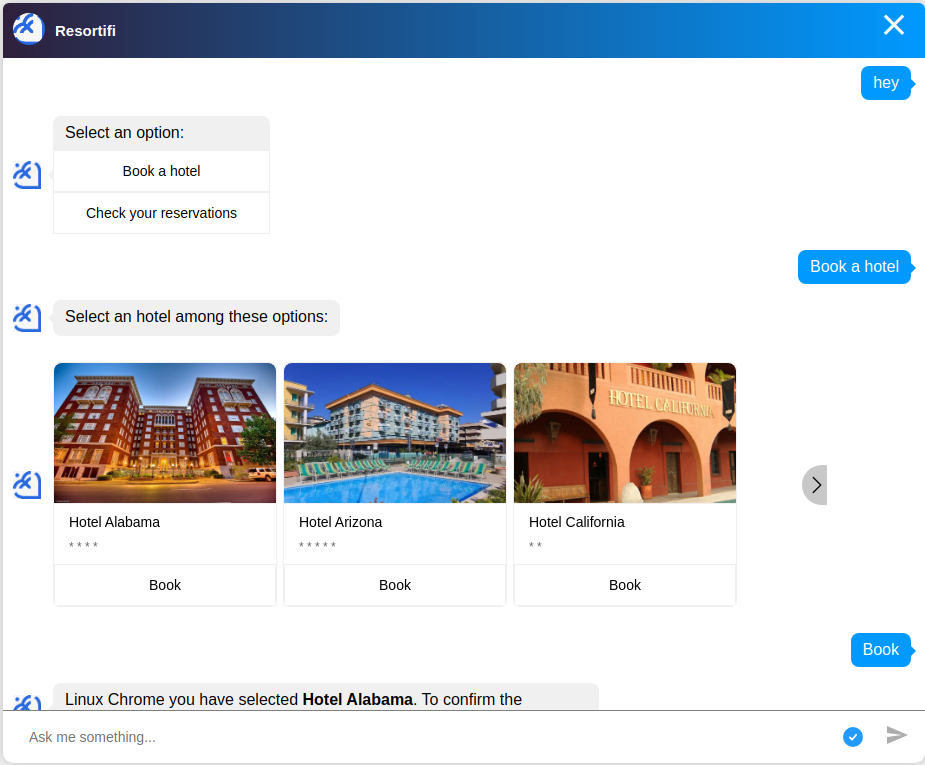 Resortifi
hey
Select an option:
Book a hotel
Check your reservations
Book a hotel
Select an hotel among these options:
HOTEL CALIFORNIA
Hotel Alabama
* * * *
Book
Hotel Arizona
* * * * *
Book
Hotel California
* *
Book
Book
Linux Chrome you have selected Hotel Alabama. To confirm the
Ask me something...